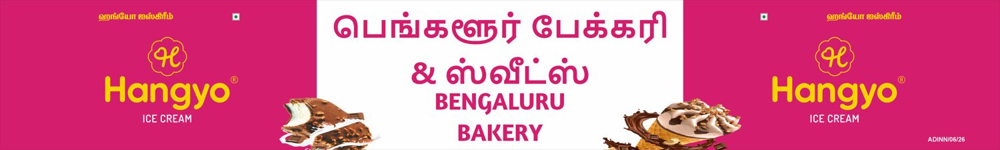 ஹங்யோ ஐஸ்கிரீம்
Hangyo®
ICE CREAM
பெங்களூர் பேக்கரி
& ஸ்வீட்ஸ்
BENGALURU
BAKERY
ஹங்யோ ஐஸ்கிரீம்
Hangyo®
ICE CREAM
ADINN/06/26